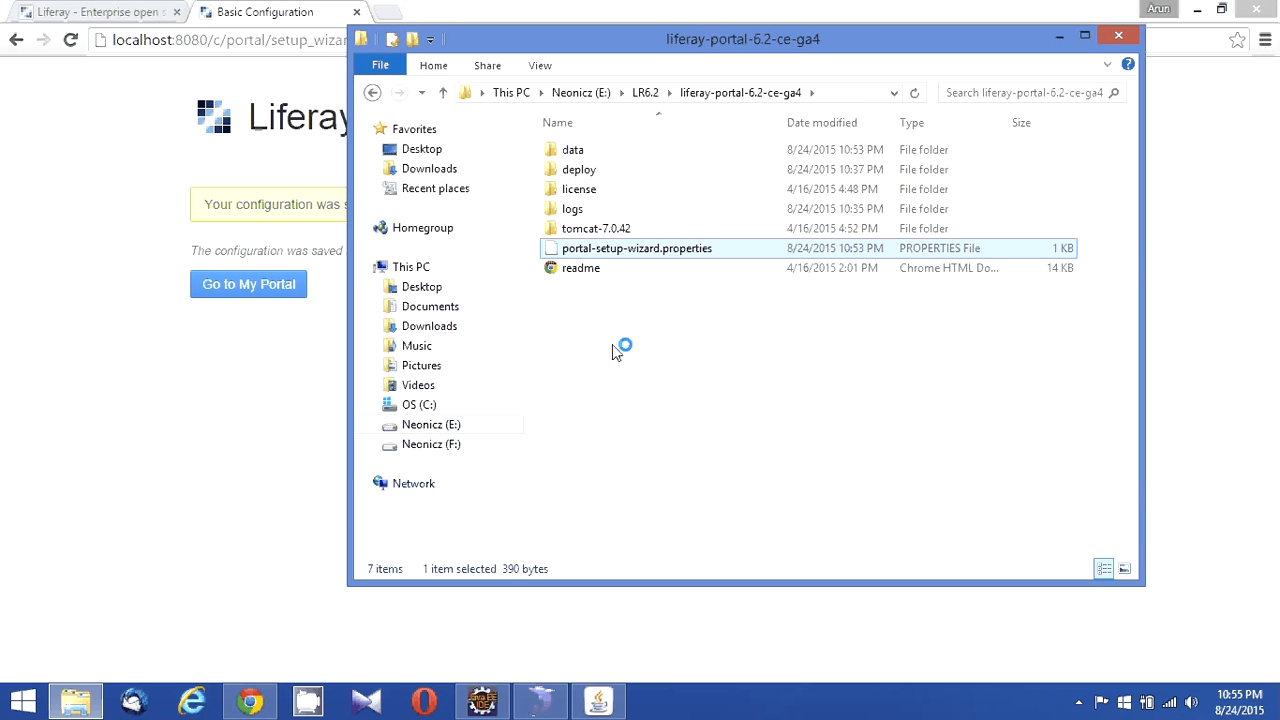 Liferay - Enterprise open s
Basic Configuration
Arun
localhost:8080/c/portal/setup_wizar
Liferay
Your configuration was s
The configuration was saved
Go to My Portal
liferay-portal-6.2-ce-ga4
File Home Share View
This PC Neonicz (E:) LR6.2 liferay-portal-6.2-ce-ga4
Search liferay-portal-6.2-ce-ga4
Name Date modified Type Size
Favorites
Desktop
Downloads
Recent places
Homegroup
This PC
Desktop
Documents
Downloads
Music
Pictures
Videos
OS (C:)
Neonicz (E:)
Neonicz (F:)
Network
data 8/24/2015 10:53 PM File folder
deploy 8/24/2015 10:37 PM File folder
license 4/16/2015 4:48 PM File folder
logs 8/24/2015 10:35 PM File folder
tomcat-7.0.42 4/16/2015 4:52 PM File folder
portal-setup-wizard.properties 8/24/2015 10:53 PM PROPERTIES File 1 KB
readme 4/16/2015 2:01 PM Chrome HTML Do... 14 KB
7 items 1 item selected 390 bytes
Java EE
IDE
10:55 PM
8/24/2015